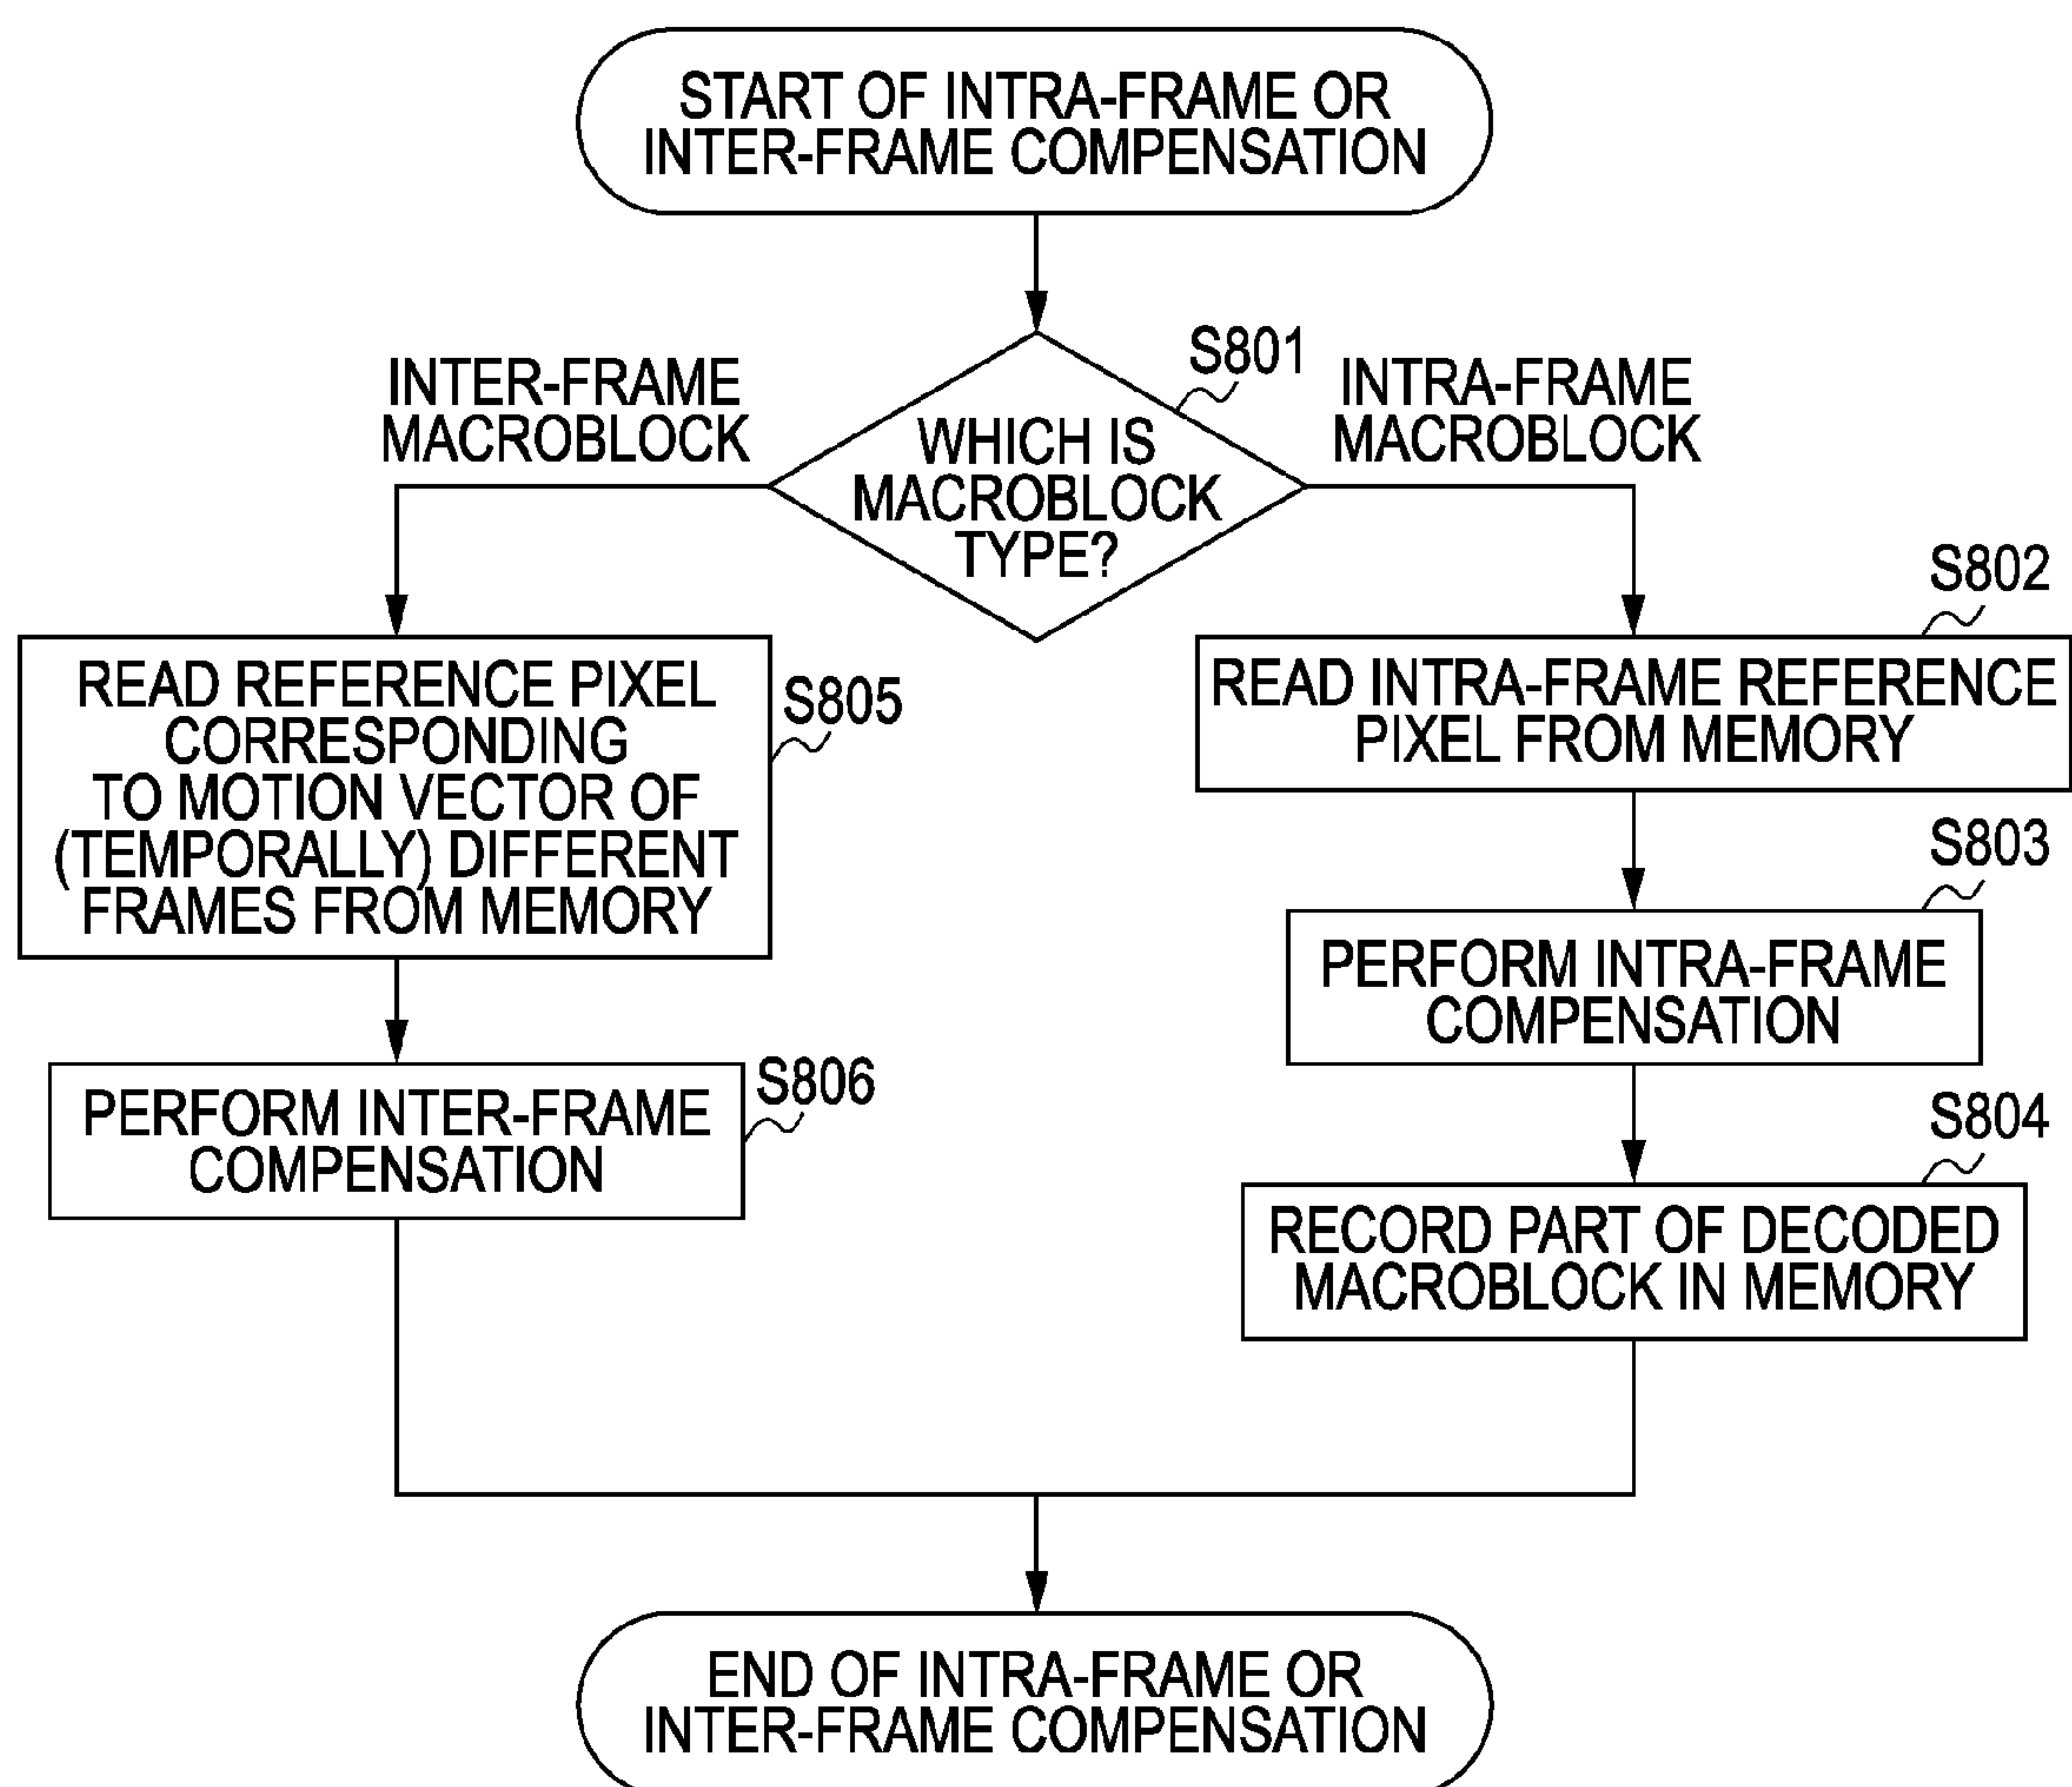 START OF INTRA-FRAME OR
INTER-FRAME COMPENSATION
S801
INTER-FRAME
MACROBLOCK
INTRA-FRAME
MACROBLOCK
WHICH IS
MACROBLOCK
TYPE?
S802
READ INTRA-FRAME REFERENCE
PIXEL FROM MEMORY
READ REFERENCE PIXEL
CORRESPONDING
TO MOTION VECTOR OF
(TEMPORALLY) DIFFERENT
FRAMES FROM MEMORY
S805
S803
PERFORM INTRA-FRAME
COMPENSATION
PERFORM INTER-FRAME
COMPENSATION
S806
S804
RECORD PART OF DECODED
MACROBLOCK IN MEMORY
END OF INTRA-FRAME OR
INTER-FRAME COMPENSATION